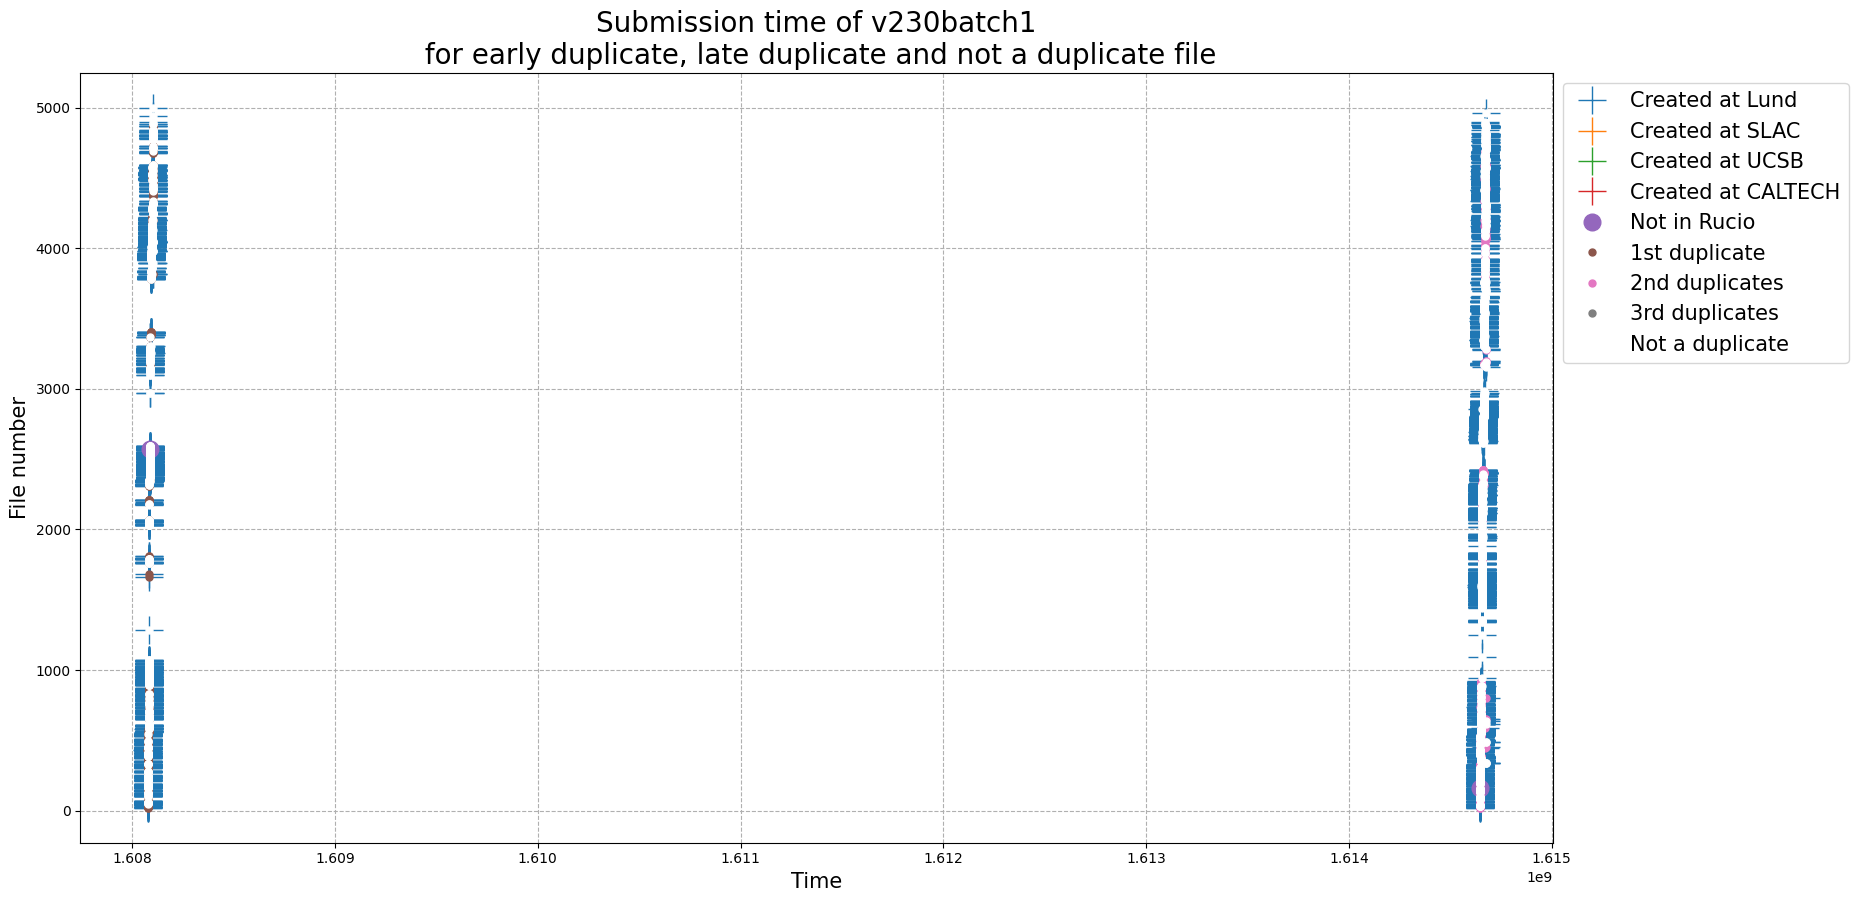 Submission time of v230batch1
for early duplicate, late duplicate and not a duplicate file
Created at Lund
Created at SLAC
Created at UCSB
Created at CALTECH
Not in Rucio
1st duplicate
2nd duplicates
3rd duplicates
Not a duplicate
File number
5000
4000
3000
2000
1000
0
1.608 1.609 1.610 1.611 1.612 1.613 1.614 1.615
1e9
Time